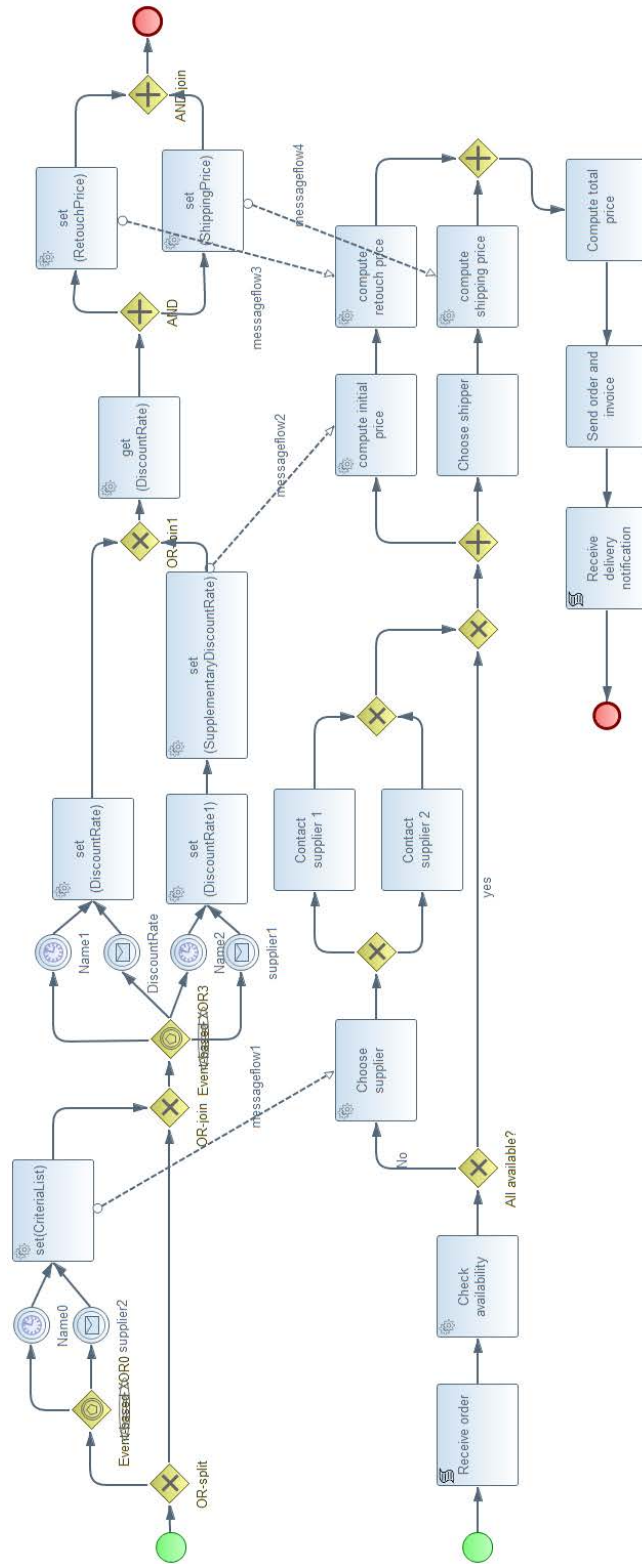 OR-split
Name0
supplier2
set(CriteriaList)
OR-join
messageflow1
Name1
DiscountRate
Name2
supplier1
set
(DiscountRate)
set
(DiscountRate1)
set
(SupplementaryDiscountRate)
OR-join1
messageflow2
get
(DiscountRate)
AND
messageflow3
set
(RetouchPrice)
set
(ShippingPrice)
messageflow4
AND-join
Receive order
Check
availability
All available?
No
yes
Choose
supplier
Contact
supplier 1
Contact
supplier 2
compute initial
price
Choose shipper
compute
retouch price
compute
shipping price
Compute total
price
Send order and
invoice
Receive
delivery
notification